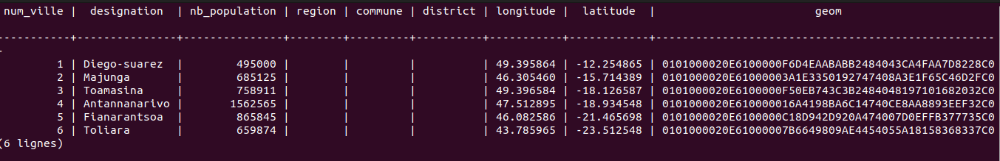 num_ville | designation | nb_population | region | commune | district | longitude | latitude | geom
-----------+---------------+---------------+--------+---------+----------+-----------+------------+----------------------------------------------------
-
1 | Diego-suarez | 495000 | | | | 49.395864 | -12.254865 | 0101000020E6100000F6D4EAABABB2484043CA4FAA7D8228C0
2 | Majunga | 685125 | | | | 46.305460 | -15.714389 | 0101000020E61000003A1E3350192747408A3E1F65C46D2FC0
3 | Toamasina | 758911 | | | | 49.396584 | -18.126587 | 0101000020E6100000F50EB743C3B2484048197101682032C0
4 | Antannanarivo | 1562565 | | | | 47.512895 | -18.934548 | 0101000020E610000016A4198BA6C14740CE8AA8893EEF32C0
5 | Fianarantsoa | 865845 | | | | 46.082586 | -21.465698 | 0101000020E6100000C18D942D920A474007D0EFFB377735C0
6 | Toliara | 659874 | | | | 43.785965 | -23.512548 | 0101000020E61000007B6649809AE4454055A18158368337C0
(6 lignes)